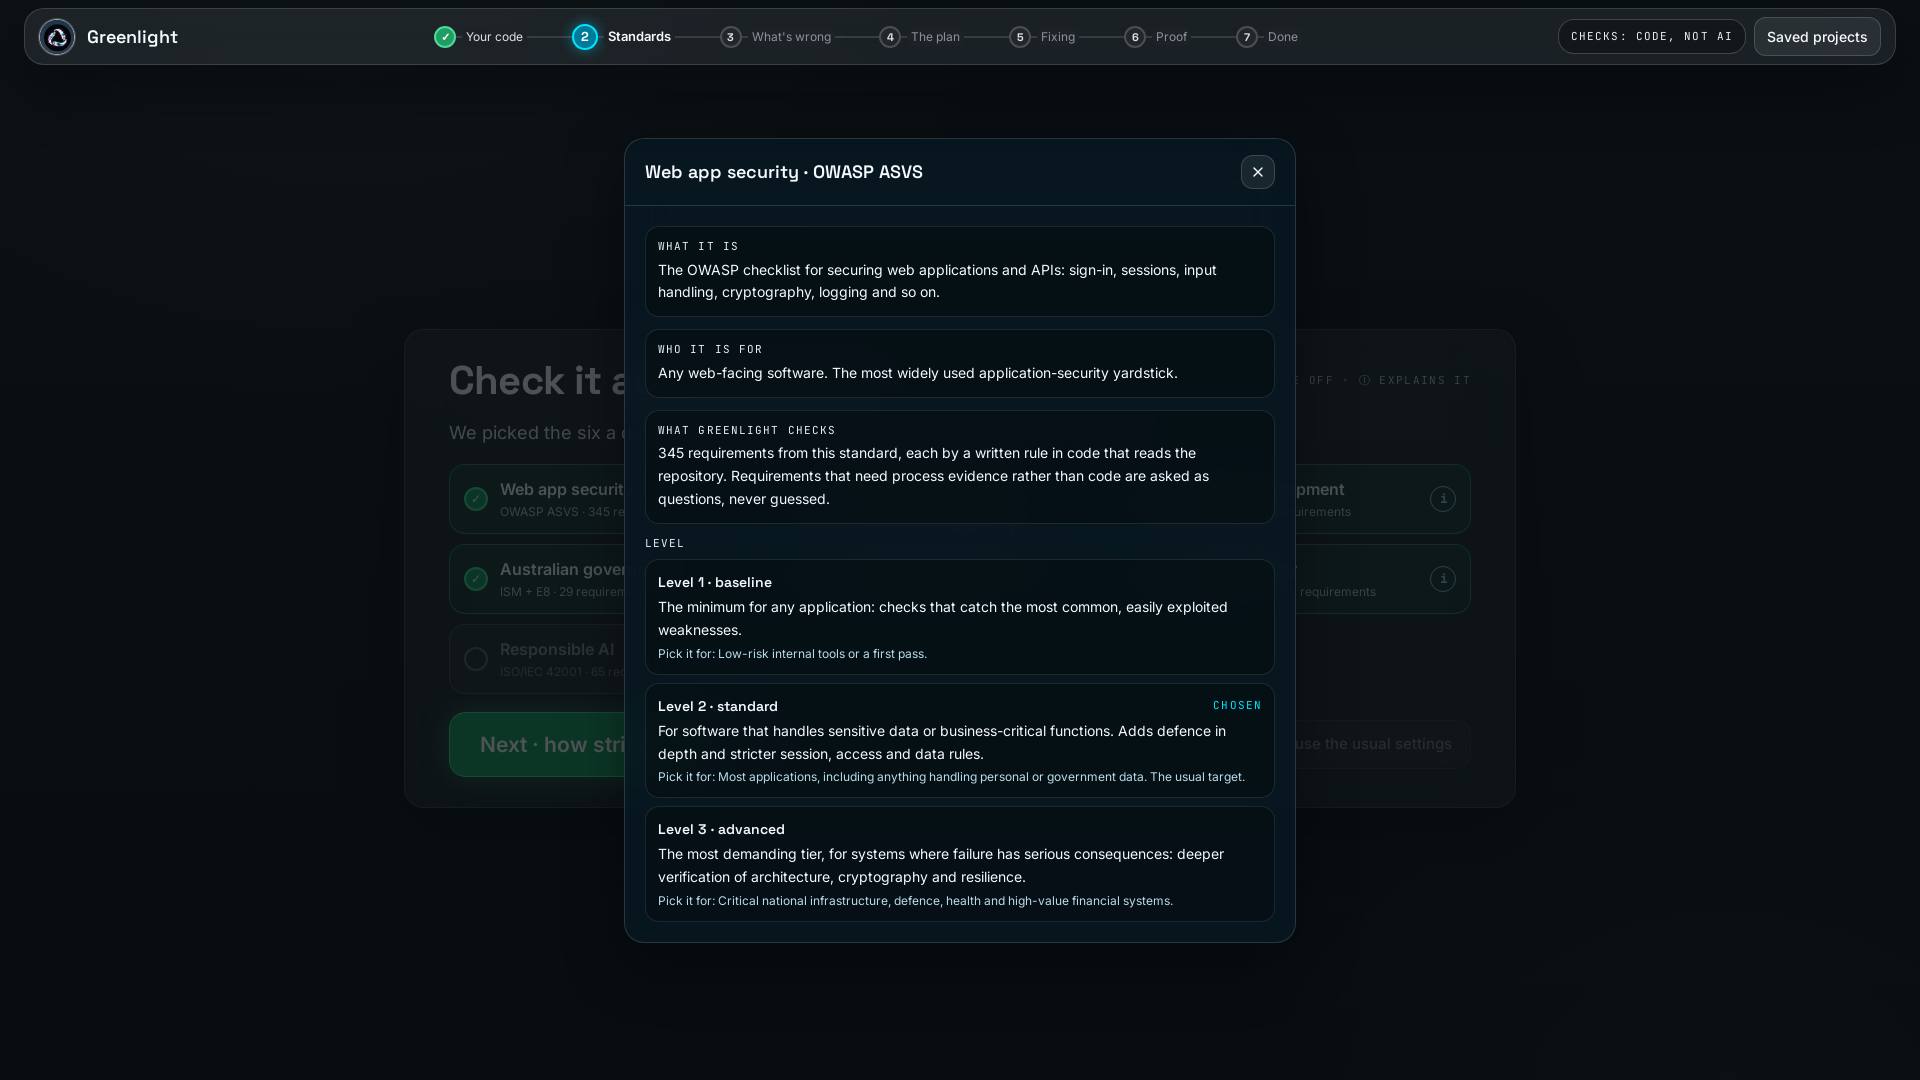 Greenlight
✓ Your code
2 Standards
3 What's wrong
4 The plan
5 Fixing
6 Proof
7 Done
CHECKS: CODE, NOT AI
Saved projects
Web app security · OWASP ASVS
WHAT IT IS
The OWASP checklist for securing web applications and APIs: sign-in, sessions, input
handling, cryptography, logging and so on.
WHO IT IS FOR
Any web-facing software. The most widely used application-security yardstick.
WHAT GREENLIGHT CHECKS
345 requirements from this standard, each by a written rule in code that reads the
repository. Requirements that need process evidence rather than code are asked as
questions, never guessed.
LEVEL
Level 1 · baseline
The minimum for any application: checks that catch the most common, easily exploited
weaknesses.
Pick it for: Low-risk internal tools or a first pass.
Level 2 · standard
CHOSEN
For software that handles sensitive data or business-critical functions. Adds defence in
depth and stricter session, access and data rules.
Pick it for: Most applications, including anything handling personal or government data. The usual target.
Level 3 · advanced
The most demanding tier, for systems where failure has serious consequences: deeper
verification of architecture, cryptography and resilience.
Pick it for: Critical national infrastructure, defence, health and high-value financial systems.
Check it
OFF · ⓘ EXPLAINS IT
We picked the six a
Web app securit
OWASP ASVS · 345 re
pment
uirements
i
Australian gover
ISM + E8 · 29 requirem
requirements
i
Responsible AI
ISO/IEC 42001 · 65 req
Next · how stri
use the usual settings